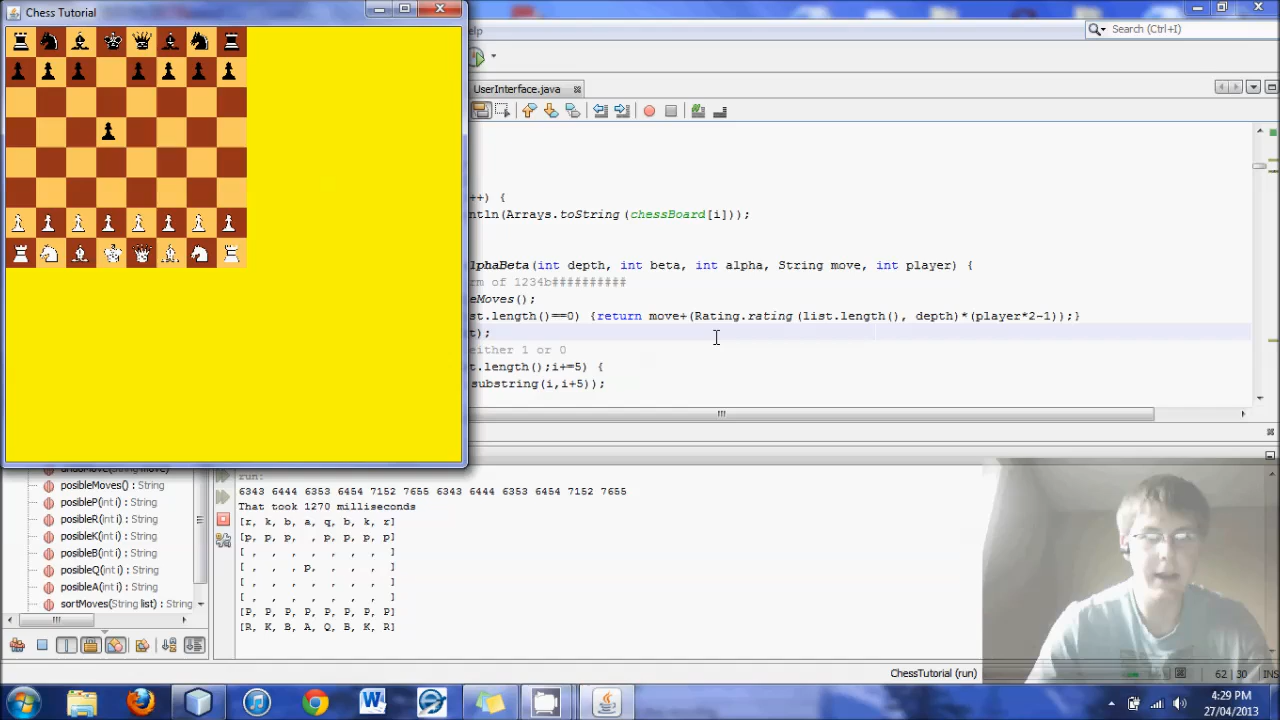 Chess Tutorial
elp
Search (Ctrl+I)
UserInterface.java
++) {
ln(Arrays.toString(chessBoard[i]));
lphaBeta(int depth, int beta, int alpha, String move, int player) {
rm of 1234b##########
eMoves();
st.length()==0) {return move+(Rating.rating(list.length(), depth)*(player*2-1));}
t);
either 1 or 0
t.length();i+=5) {
substring(i,i+5));
undoMove(String move)
posibleMoves() : String
posibleP(int i) : String
posibleR(int i) : String
posibleK(int i) : String
posibleB(int i) : String
posibleQ(int i) : String
posibleA(int i) : String
sortMoves(String list) : String
run:
6343 6444 6353 6454 7152 7655 6343 6444 6353 6454 7152 7655
That took 1270 milliseconds
[r, k, b, a, q, b, k, r]
[p, p, p,  , p, p, p, p]
[ ,  ,  ,  ,  ,  ,  ,  ]
[ ,  ,  , p,  ,  ,  ,  ]
[ ,  ,  ,  ,  ,  ,  ,  ]
[ ,  ,  ,  ,  ,  ,  ,  ]
[P, P, P, P, P, P, P, P]
[R, K, B, A, Q, B, K, R]
ChessTutorial (run)
62 | 30
INS
4:29 PM
27/04/2013